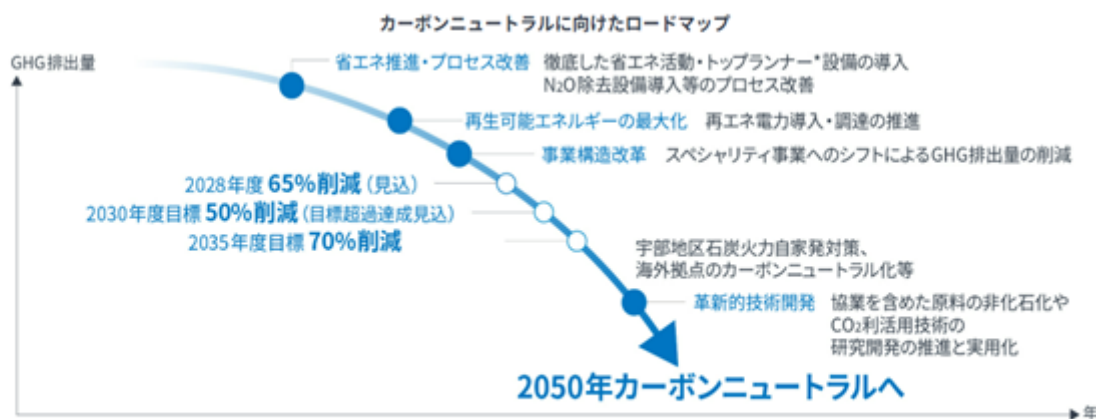 カーボンニュートラルに向けたロードマップ
GHG排出量
省エネ推進・プロセス改善 徹底した省エネ活動・トップランナー*設備の導入
N2O除去設備導入等のプロセス改善
再生可能エネルギーの最大化 再エネ電力導入・調達の推進
事業構造改革 スペシャリティ事業へのシフトによるGHG排出量の削減
2028年度 65%削減（見込）
2030年度目標 50%削減（目標超過達成見込）
2035年度目標 70%削減
宇部地区石炭火力自家発対策、
海外拠点のカーボンニュートラル化等
革新的技術開発 協業を含めた原料の非化石化や
CO2利活用技術の
研究開発の推進と実用化
2050年カーボンニュートラルへ
年